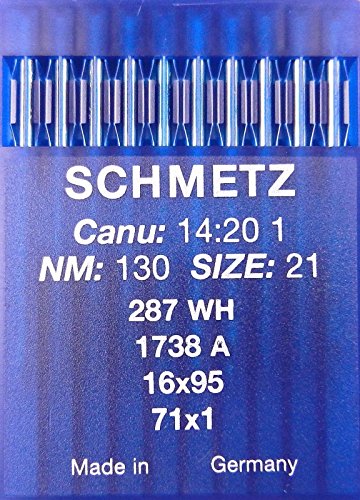 SCHMETZ
Canu: 14:20 1
NM: 130 SIZE: 21
287 WH
1738 A
16x95
71x1
Made in Germany